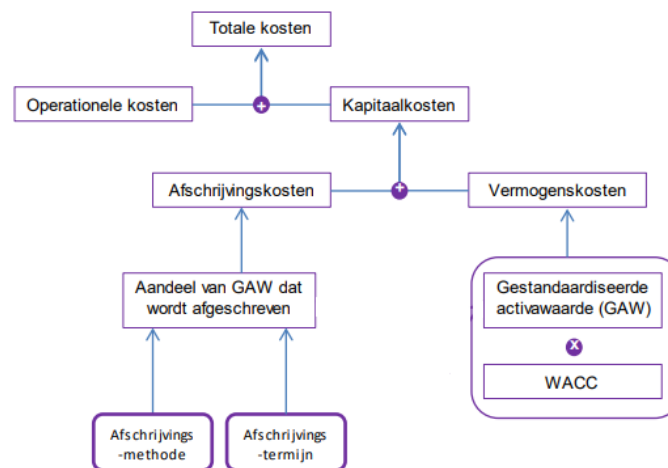 Totale kosten
Operationele kosten
+
Kapitaalkosten
Afschrijvingskosten
+
Vermogenskosten
Aandeel van GAW dat
wordt afgeschreven
Gestandaardiseerde
activawaarde (GAW)
x
WACC
Afschrijvings
-methode
Afschrijvings
-termijn